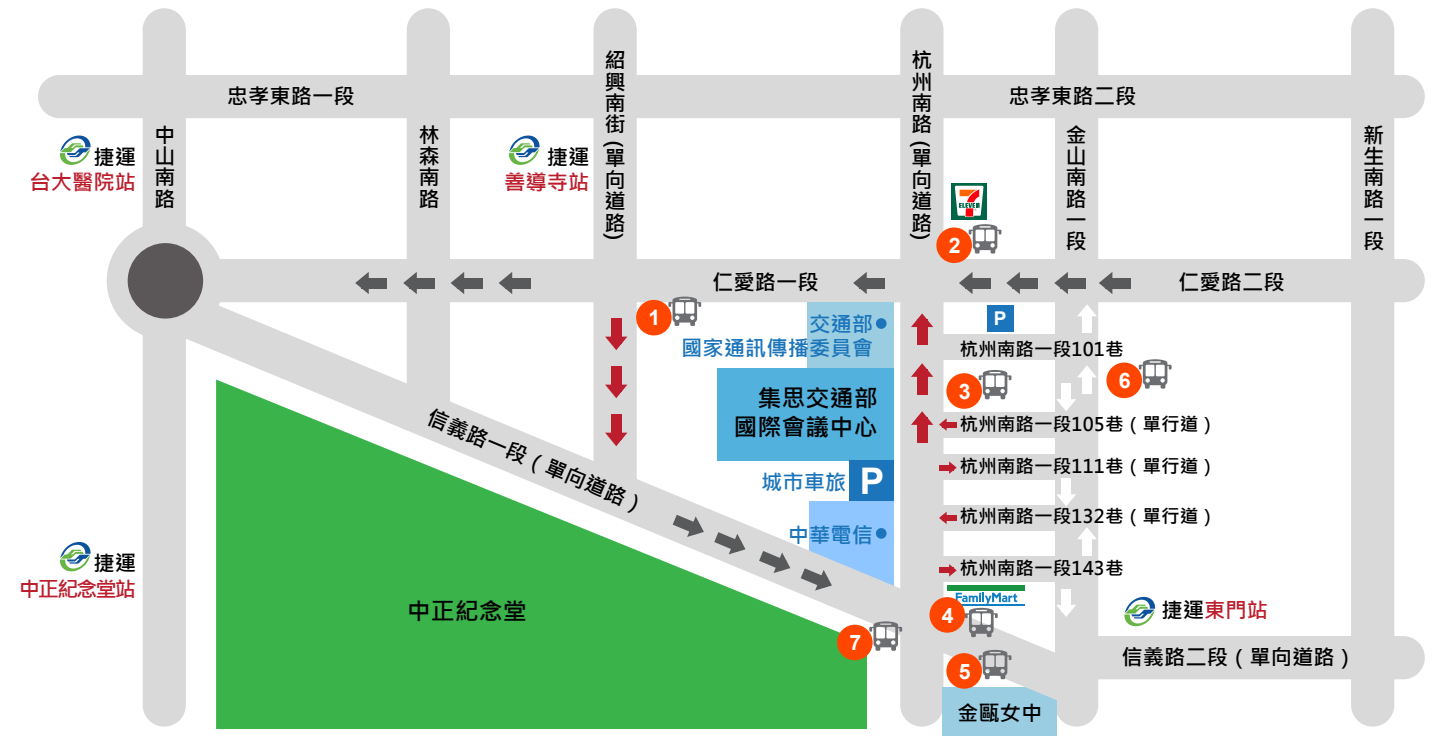 忠孝東路一段
忠孝東路二段
中山南路
林森南路
紹興南街(單向道路)
杭州南路(單向道路)
金山南路一段
新生南路一段
捷運
台大醫院站
捷運
善導寺站
7
ELEVEn
2
仁愛路一段
仁愛路二段
1
交通部
國家通訊傳播委員會
P
杭州南路一段101巷
3
6
集思交通部
國際會議中心
杭州南路一段105巷(單行道)
信義路一段(單向道路)
杭州南路一段111巷(單行道)
城市車旅
P
杭州南路一段132巷(單行道)
中華電信
捷運
中正紀念堂站
杭州南路一段143巷
FamilyMart
中正紀念堂
4
捷運東門站
7
5
信義路二段(單向道路)
金甌女中